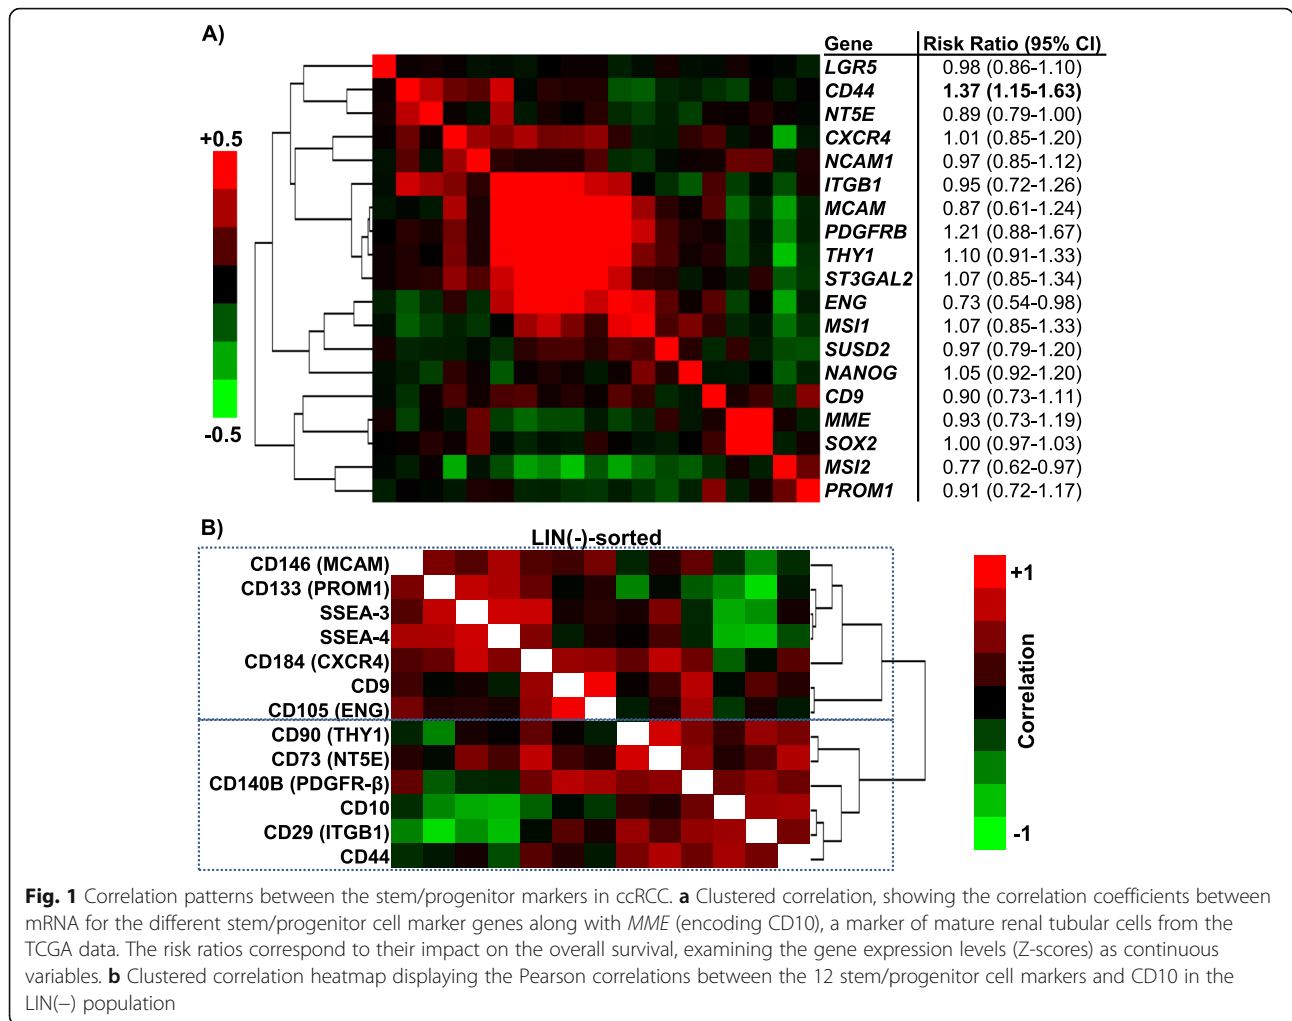 A)
Gene Risk Ratio (95% CI)
LGR5 0.98 (0.86-1.10)
CD44 1.37 (1.15-1.63)
NT5E 0.89 (0.79-1.00)
+0.5
CXCR4 1.01 (0.85-1.20)
NCAM1 0.97 (0.85-1.12)
ITGB1 0.95 (0.72-1.26)
MCAM 0.87 (0.61-1.24)
PDGFRB 1.21 (0.88-1.67)
THY1 1.10 (0.91-1.33)
ST3GAL2 1.07 (0.85-1.34)
ENG 0.73 (0.54-0.98)
MSI1 1.07 (0.85-1.33)
SUSD2 0.97 (0.79-1.20)
NANOG 1.05 (0.92-1.20)
CD9 0.90 (0.73-1.11)
MME 0.93 (0.73-1.19)
-0.5
SOX2 1.00 (0.97-1.03)
MSI2 0.77 (0.62-0.97)
PROM1 0.91 (0.72-1.17)
B)
LIN(-)-sorted
CD146 (MCAM)
CD133 (PROM1)
SSEA-3
SSEA-4
CD184 (CXCR4)
CD9
CD105 (ENG)
CD90 (THY1)
CD73 (NT5E)
CD140B (PDGFR-β)
CD10
CD29 (ITGB1)
CD44
+1
Correlation
-1
Fig. 1 Correlation patterns between the stem/progenitor markers in ccRCC. a Clustered correlation, showing the correlation coefficients between
mRNA for the different stem/progenitor cell marker genes along with MME (encoding CD10), a marker of mature renal tubular cells from the
TCGA data. The risk ratios correspond to their impact on the overall survival, examining the gene expression levels (Z-scores) as continuous
variables. b Clustered correlation heatmap displaying the Pearson correlations between the 12 stem/progenitor cell markers and CD10 in the
LIN(−) population